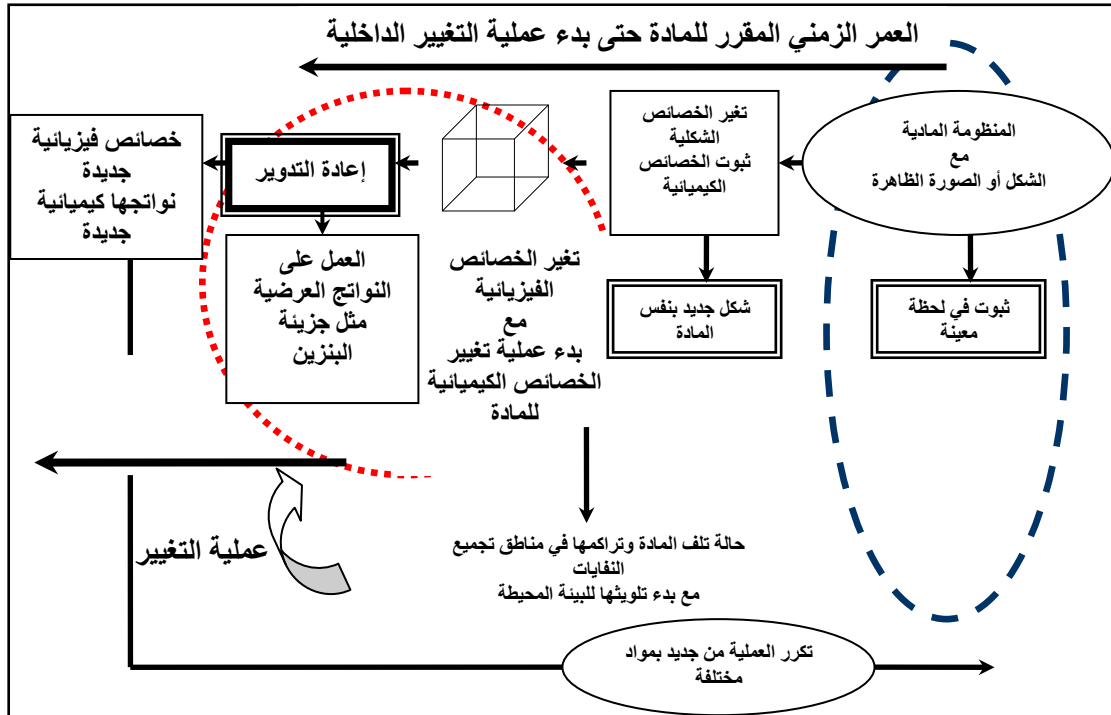 العمر الزمني المقرر للمادة حتى بدء عملية التغيير الداخلية
المنظومة المادية
مع
الشكل أو الصورة الظاهرة
ثبوت في لحظة
معينة
تغير الخصائص
الشكلية
ثبوت الخصائص
الكيميائية
شكل جديد بنفس
المادة
تغير الخصائص
الفيزيائية
مع
بدء عملية تغيير
الخصائص الكيميائية
للمادة
إعادة التدوير
العمل على
النواتج العرضية
مثل جزيئة
البنزين
خصائص فيزيائية
جديدة
نواتجها كيميائية
جديدة
عملية التغيير
حالة تلف المادة وتراكمها في مناطق تجميع
النفايات
مع بدء تلويثها للبيئة المحيطة
تكرر العملية من جديد بمواد
مختلفة